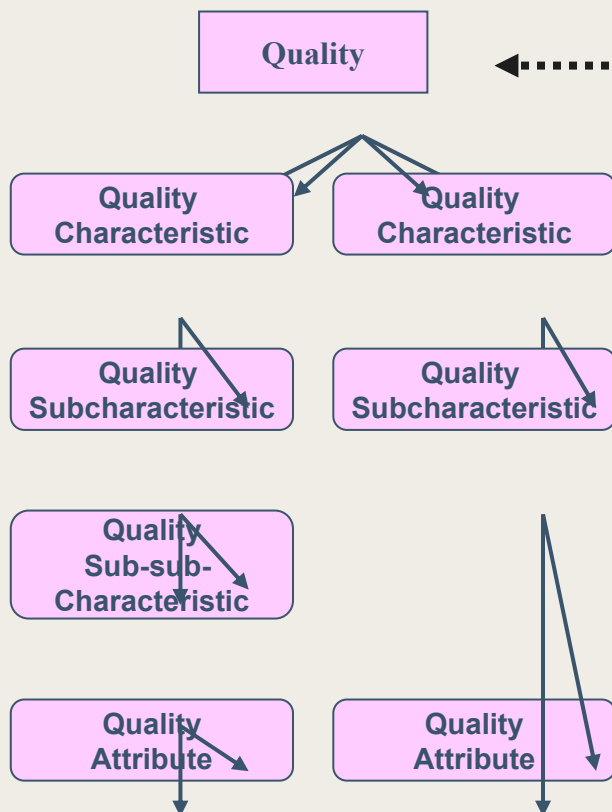 Quality
Quality
Characteristic
Quality
Characteristic
Quality
Subcharacteristic
Quality
Subcharacteristic
Quality
Sub-sub-
Characteristic
Quality
Attribute
Quality
Attribute